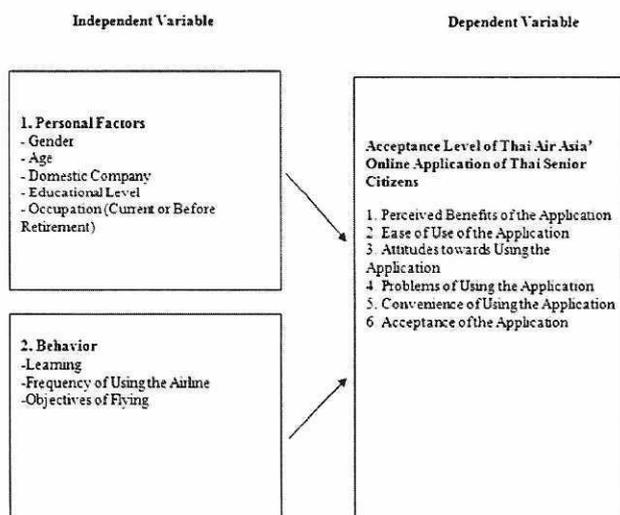 Independent Variable
Dependent Variable
1. Personal Factors
- Gender
- Age
- Domestic Company
- Educational Level
- Occupation (Current or Before
Retirement)
2. Behavior
-Learning
-Frequency of Using the Airline
-Objectives of Flying
Acceptance Level of Thai Air Asia'
Online Application of Thai Senior
Citizens
1. Perceived Benefits of the Application
2 Ease of Use of the Application
3. Attitudes towards Using the
Application
4 Problems of Using the Application
5. Convenience of Using the Application
6 Acceptance of the Application